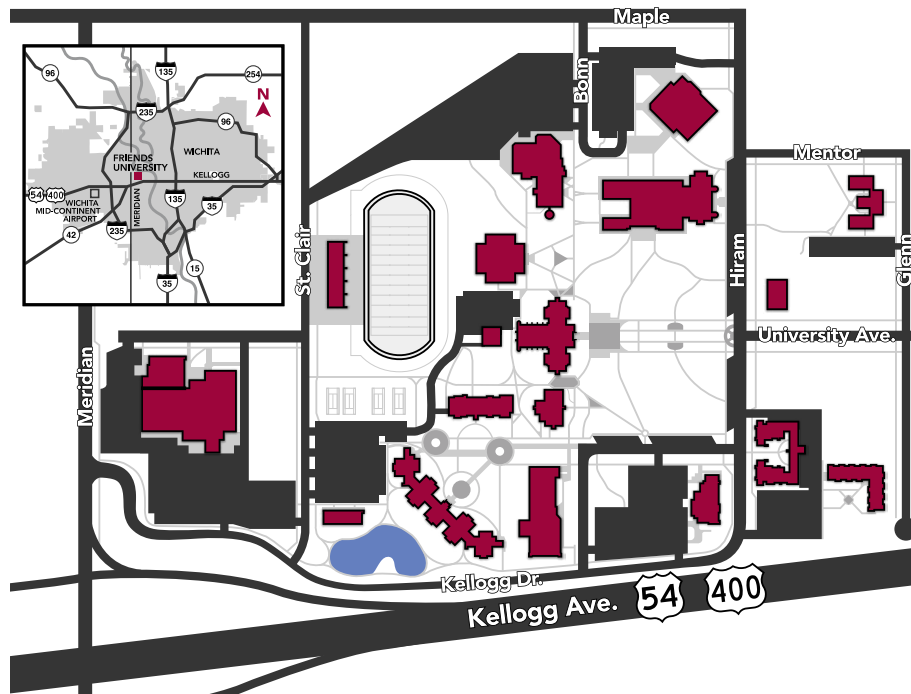 Maple
Bonn
96
135
254
N
235
96
WICHITA
FRIENDS
UNIVERSITY
KELLOGG
54
400
WICHITA
MID-CONTINENT
AIRPORT
MERIDIAN
135
35
235
42
15
35
Mentor
St. Clair
Hiram
Glenn
University Ave.
Meridian
Kellogg Dr.
Kellogg Ave.
54
400